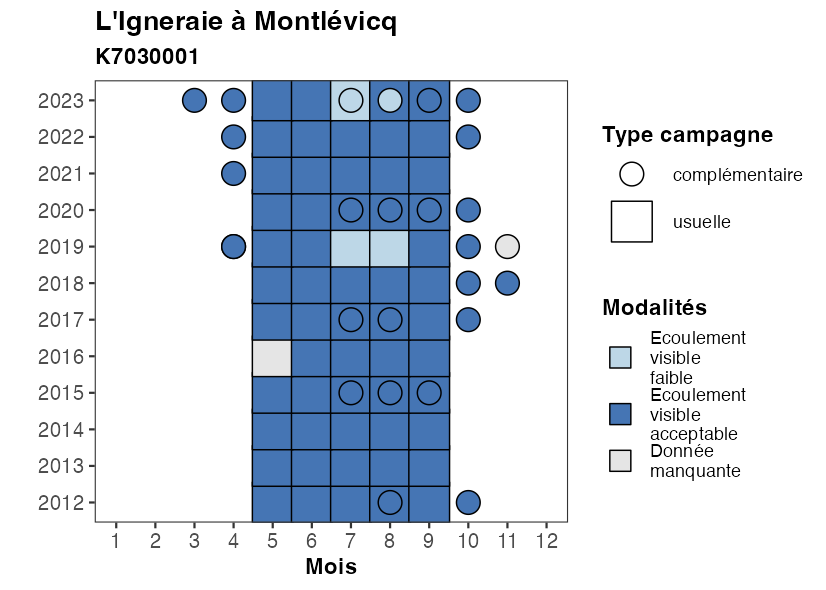 L'Igneraie à Montlévicq
K7030001
2023
2022
2021
2020
2019
2018
2017
2016
2015
2014
2013
2012
1 2 3 4 5 6 7 8 9 10 11 12
Mois
Type campagne
complémentaire
usuelle
Modalités
Ecoulement
visible
faible
Ecoulement
visible
acceptable
Donnée
manquante